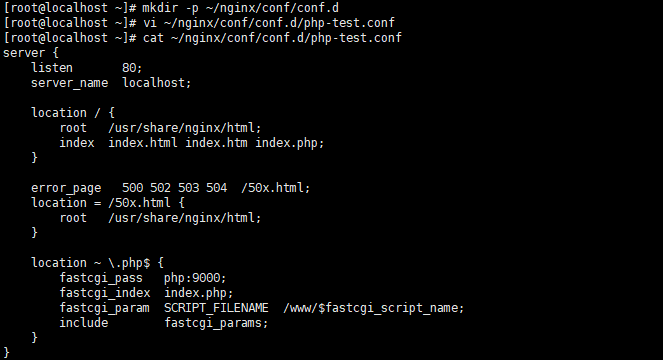 [root@localhost ~]# mkdir -p ~/nginx/conf/conf.d
[root@localhost ~]# vi ~/nginx/conf/conf.d/php-test.conf
[root@localhost ~]# cat ~/nginx/conf/conf.d/php-test.conf
server {
    listen       80;
    server_name  localhost;
    location / {
        root   /usr/share/nginx/html;
        index  index.html index.htm index.php;
    }
    error_page   500 502 503 504  /50x.html;
    location = /50x.html {
        root   /usr/share/nginx/html;
    }
    location ~ \.php$ {
        fastcgi_pass   php:9000;
        fastcgi_index  index.php;
        fastcgi_param  SCRIPT_FILENAME  /www/$fastcgi_script_name;
        include        fastcgi_params;
    }
}